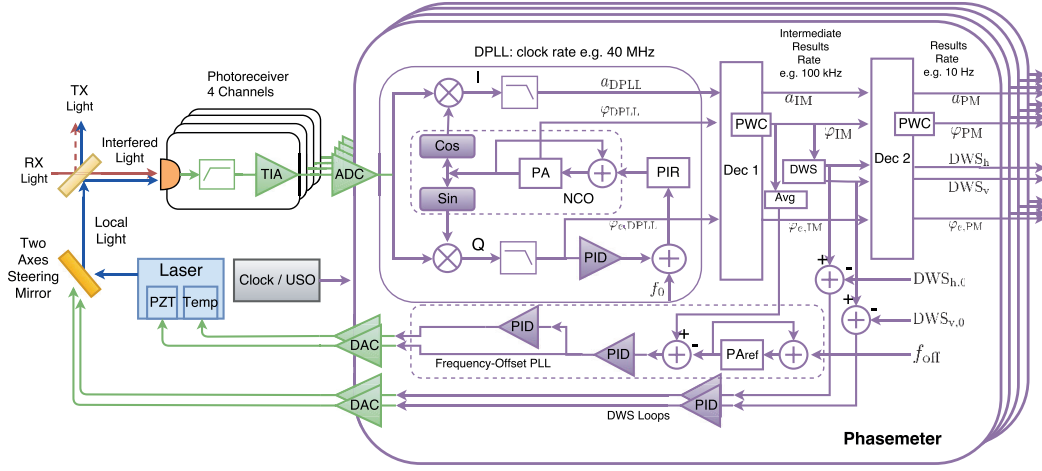 TX
Light
RX
Light
Interfered
Light
Local
Light
Two
Axes
Steering
Mirror
Photoreceiver
4 Channels
TIA
ADC
Laser
PZT
Temp
Clock / USO
DAC
DAC
DPLL: clock rate e.g. 40 MHz
I
a_DPLL
φ_DPLL
Cos
Sin
PA
NCO
PIR
Q
φ_e,DPLL
PID
f_0
Dec 1
PWC
Intermediate
Results
Rate
e.g. 100 kHz
a_IM
φ_IM
DWS
Avg
φ_e,IM
Dec 2
PWC
Results
Rate
e.g. 10 Hz
a_PM
φ_PM
DWS_h
DWS_v
φ_e,PM
+
-
DWS_h,0
+
-
DWS_v,0
PID
PID
Frequency-Offset PLL
+
-
PAref
f_off
PID
DWS Loops
Phasemeter